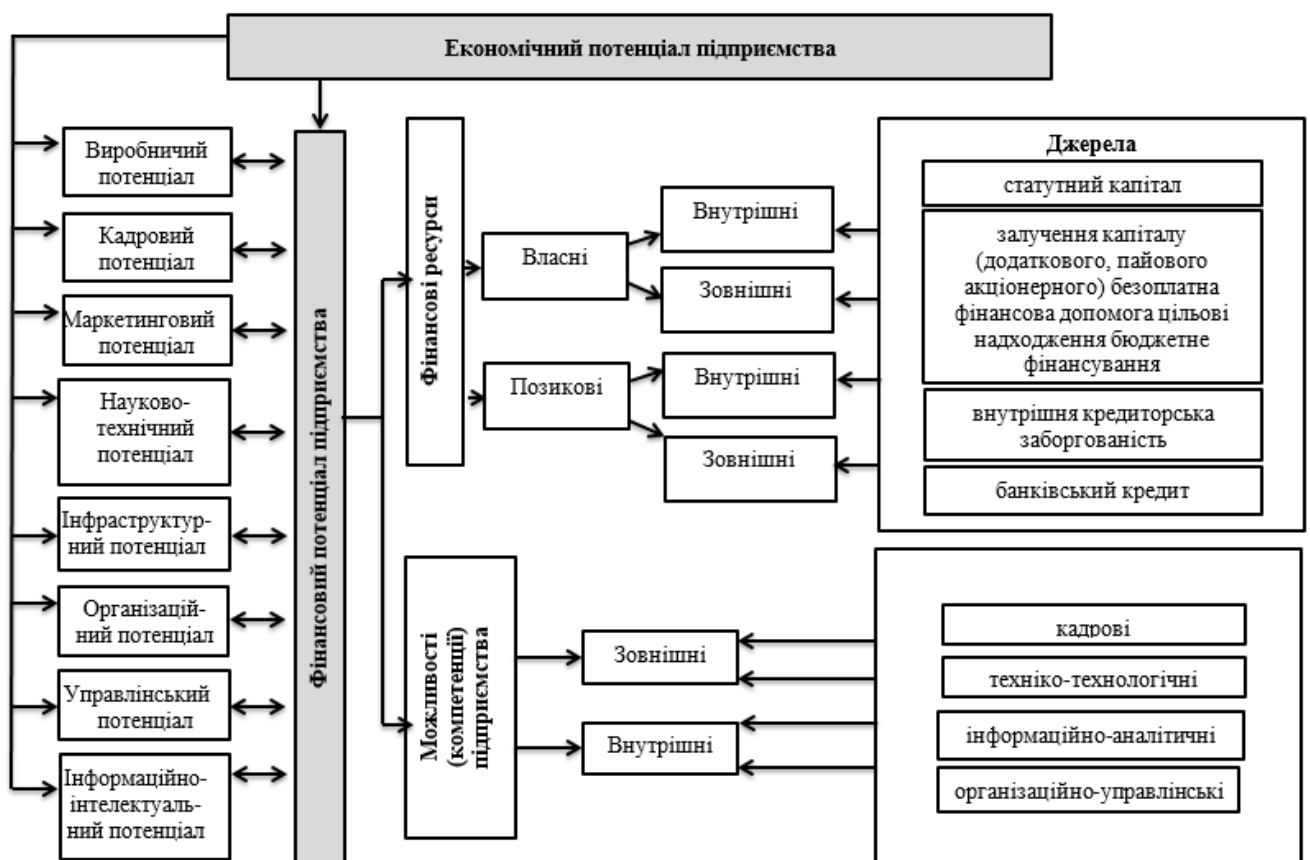 Економічний потенціал підприємства
Виробничий
потенціал
Кадровий
потенціал
Маркетинговий
потенціал
Науково-
технічний
потенціал
Інфраструктур-
ний потенціал
Організацій-
ний потенціал
Управлінський
потенціал
Інформаційно-
інтелектуаль-
ний потенціал
Фінансовий потенціал підприємства
Фінансові ресурси
Власні
Позикові
Внутрішні
Зовнішні
Внутрішні
Зовнішні
Джерела
статутний капітал
залучення капіталу
(додаткового, пайового
акціонерного) безоплатна
фінансова допомога цільові
надходження бюджетне
фінансування
внутрішня кредиторська
заборгованість
банківський кредит
Можливості
(компетенції)
підприємства
Зовнішні
Внутрішні
кадрові
техніко-технологічні
інформаційно-аналітичні
організаційно-управлінські